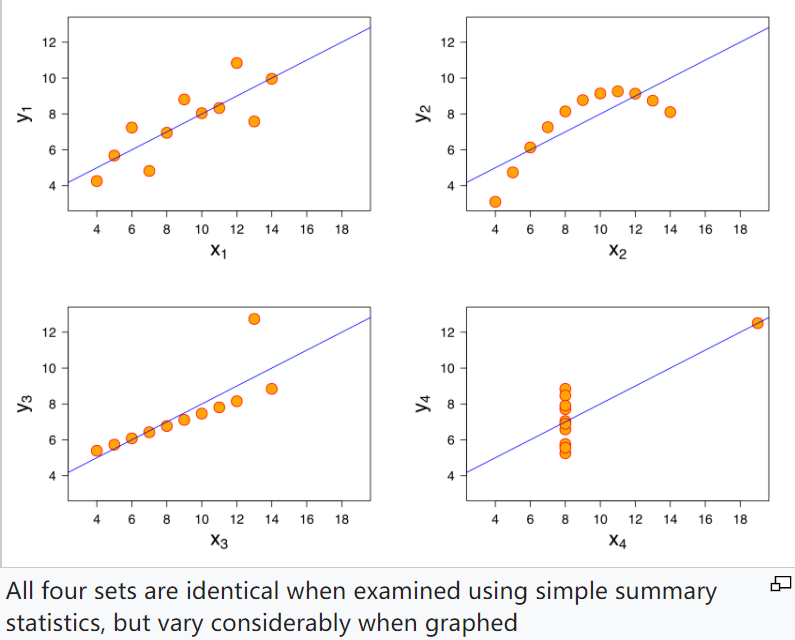 12
10
8
6
4
y1
4 6 8 10 12 14 16 18
x1
12
10
8
6
4
y2
4 6 8 10 12 14 16 18
x2
12
10
8
6
4
y3
4 6 8 10 12 14 16 18
x3
12
10
8
6
4
y4
4 6 8 10 12 14 16 18
x4
All four sets are identical when examined using simple summary
statistics, but vary considerably when graphed